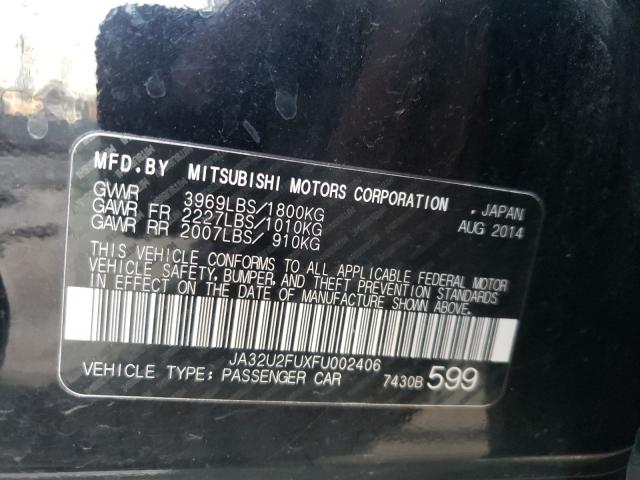 MFD.BY MITSUBISHI MOTORS CORPORATION, JAPAN
GVWR 3969LBS/1800KG AUG 2014
GAWR FR 2227LBS/1010KG
GAWR RR 2007LBS/ 910KG
THIS VEHICLE CONFORMS TO ALL APPLICABLE FEDERAL MOTOR
VEHICLE SAFETY, BUMPER, AND THEFT PREVENTION STANDARDS
IN EFFECT ON THE DATE OF MANUFACTURE SHOWN ABOVE.
JA32U2FUXFU002406
VEHICLE TYPE: PASSENGER CAR 7430B 599